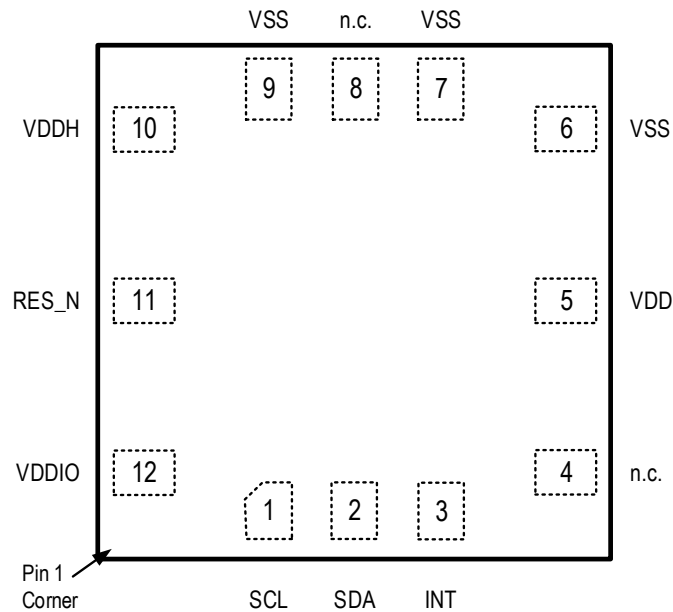 VSS n.c. VSS
9 8 7
VDDH 10 6 VSS
RES_N 11 5 VDD
VDDIO 12 4 n.c.
1 2 3
Pin 1
Corner
SCL SDA INT